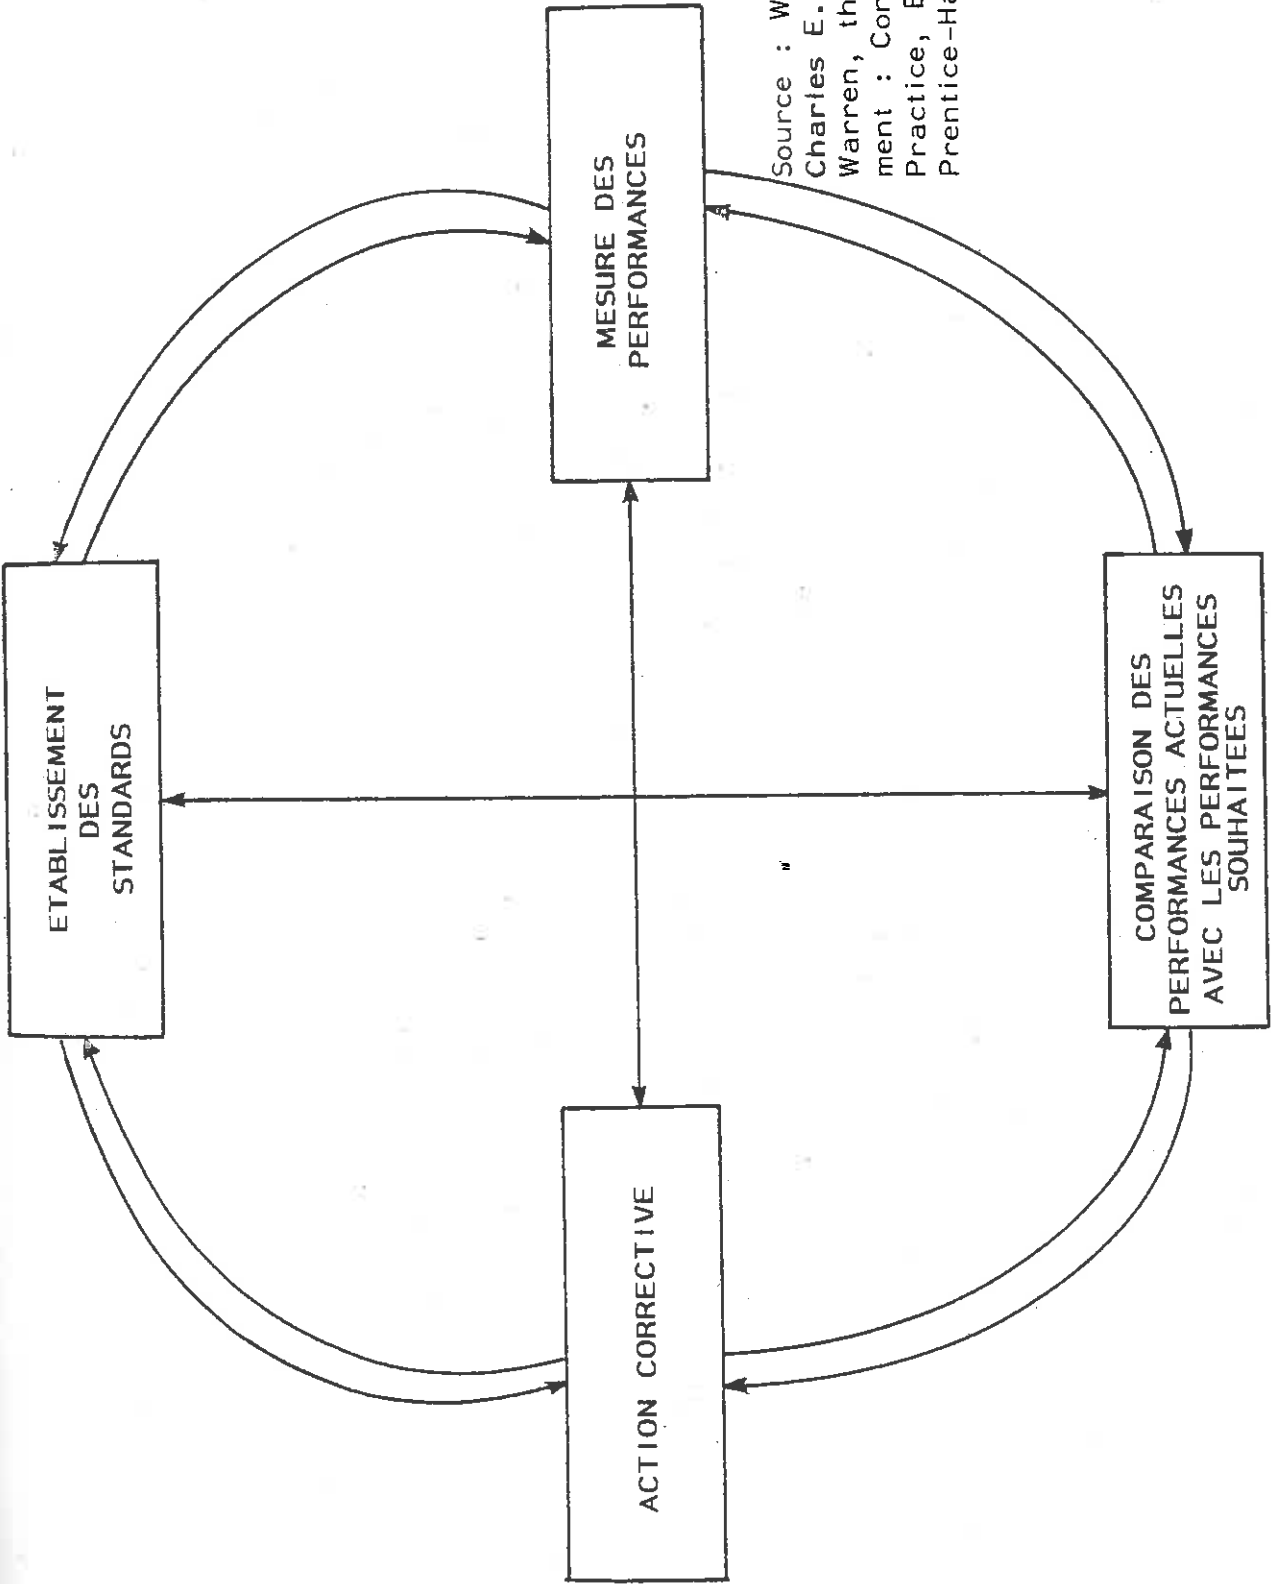 ETABLISSEMENT
DES
STANDARDS
MESURE DES
PERFORMANCES
COMPARAISON DES
PERFORMANCES ACTUELLES
AVEC LES PERFORMANCES
SOUHAITEES
ACTION CORRECTIVE
Source : W
Charles E.
Warren, th
ment : Con
Practice, E
Prentice-Ha